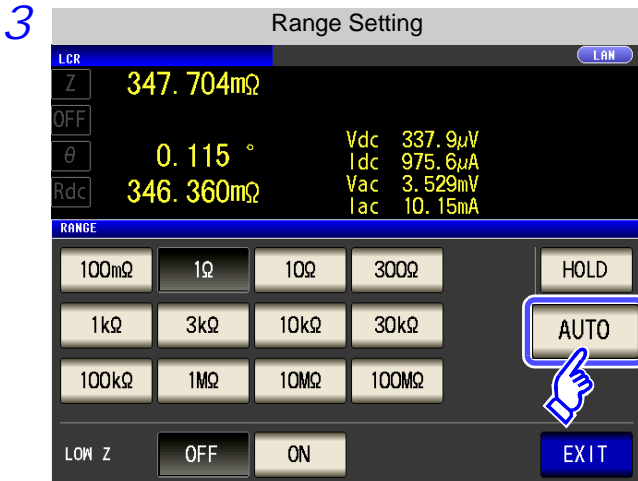 3
Range Setting
LCR LAN
Z 347.704mΩ
OFF
θ 0.115 °
Rdc 346.360mΩ
Vdc 337.9μV
Idc 975.6μA
Vac 3.529mV
Iac 10.15mA
RANGE
100mΩ 1Ω 10Ω 300Ω HOLD
1kΩ 3kΩ 10kΩ 30kΩ AUTO
100kΩ 1MΩ 10MΩ 100MΩ
LOW Z OFF ON EXIT